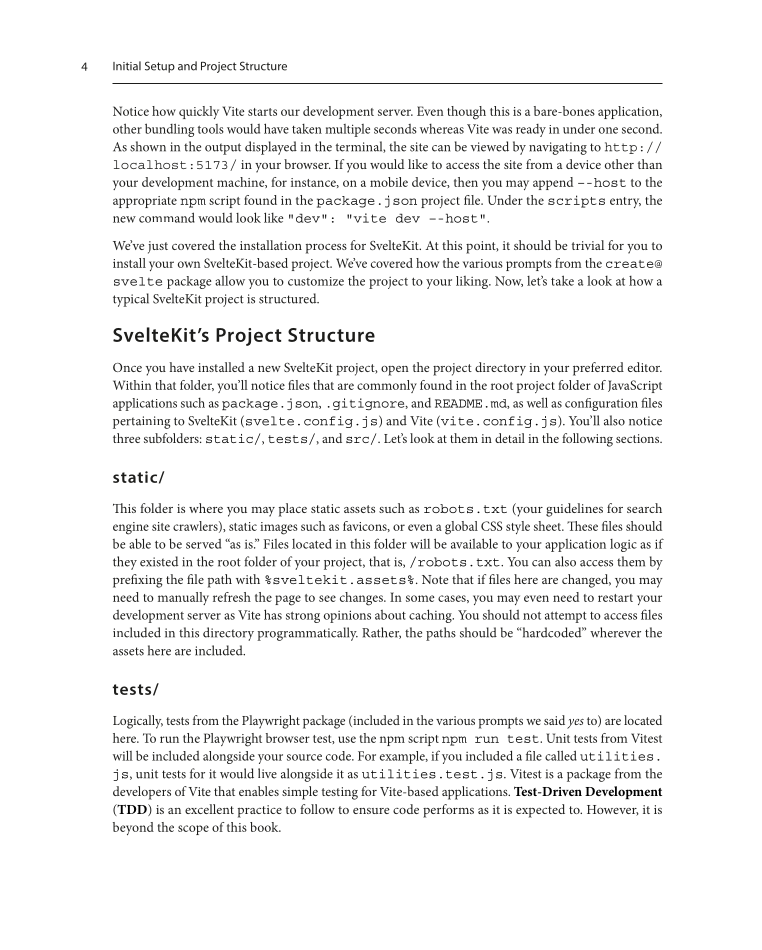 4 Initial Setup and Project Structure
Notice how quickly Vite starts our development server. Even though this is a bare-bones application,
other bundling tools would have taken multiple seconds whereas Vite was ready in under one second.
As shown in the output displayed in the terminal, the site can be viewed by navigating to http://
localhost:5173/ in your browser. If you would like to access the site from a device other than
your development machine, for instance, on a mobile device, then you may append --host to the
appropriate npm script found in the package.json project file. Under the scripts entry, the
new command would look like "dev": "vite dev --host".
We’ve just covered the installation process for SvelteKit. At this point, it should be trivial for you to
install your own SvelteKit-based project. We’ve covered how the various prompts from the create@
svelte package allow you to customize the project to your liking. Now, let’s take a look at how a
typical SvelteKit project is structured.
SvelteKit’s Project Structure
Once you have installed a new SvelteKit project, open the project directory in your preferred editor.
Within that folder, you’ll notice files that are commonly found in the root project folder of JavaScript
applications such as package.json, .gitignore, and README.md, as well as configuration files
pertaining to SvelteKit (svelte.config.js) and Vite (vite.config.js). You’ll also notice
three subfolders: static/, tests/, and src/. Let’s look at them in detail in the following sections.
static/
This folder is where you may place static assets such as robots.txt (your guidelines for search
engine site crawlers), static images such as favicons, or even a global CSS style sheet. These files should
be able to be served “as is.” Files located in this folder will be available to your application logic as if
they existed in the root folder of your project, that is, /robots.txt. You can also access them by
prefixing the file path with %sveltekit.assets%. Note that if files here are changed, you may
need to manually refresh the page to see changes. In some cases, you may even need to restart your
development server as Vite has strong opinions about caching. You should not attempt to access files
included in this directory programmatically. Rather, the paths should be “hardcoded” wherever the
assets here are included.
tests/
Logically, tests from the Playwright package (included in the various prompts we said yes to) are located
here. To run the Playwright browser test, use the npm script npm run test. Unit tests from Vitest
will be included alongside your source code. For example, if you included a file called utilities.
js, unit tests for it would live alongside it as utilities.test.js. Vitest is a package from the
developers of Vite that enables simple testing for Vite-based applications. Test-Driven Development
(TDD) is an excellent practice to follow to ensure code performs as it is expected to. However, it is
beyond the scope of this book.